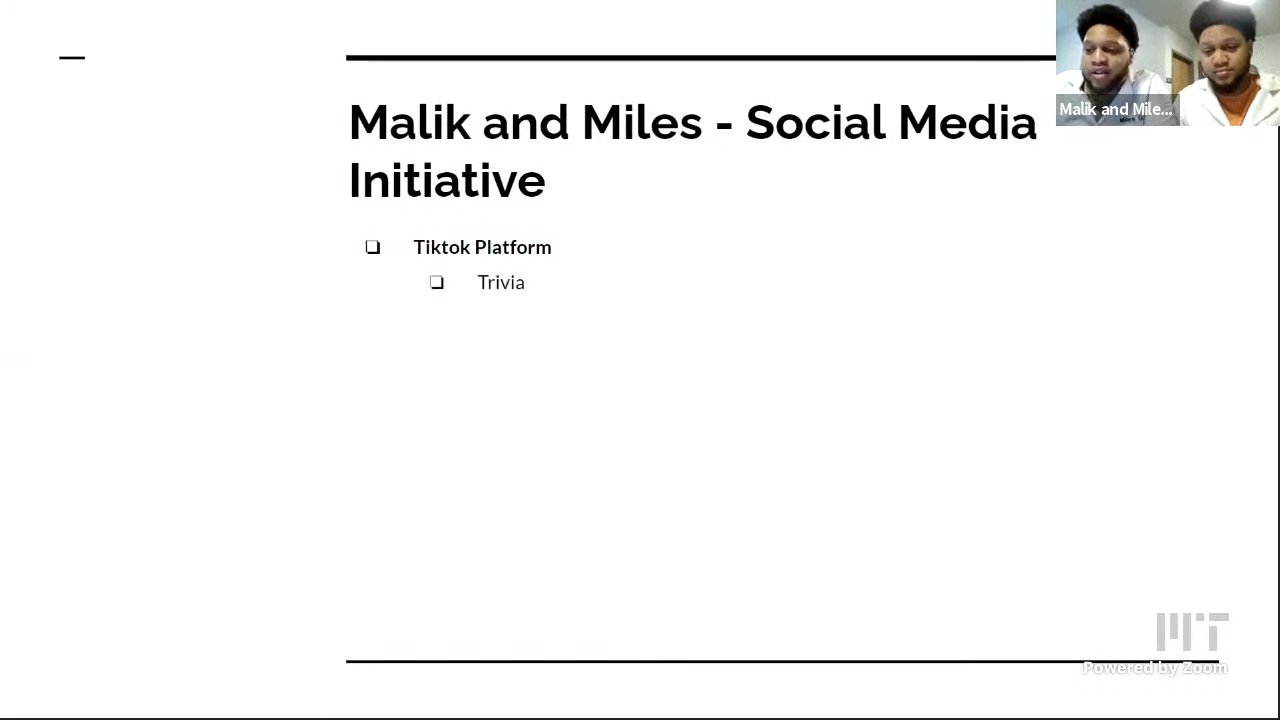 Malik and Mile...
Malik and Miles - Social Media
Initiative
Tiktok Platform
Trivia
MIT
Powered by Zoom